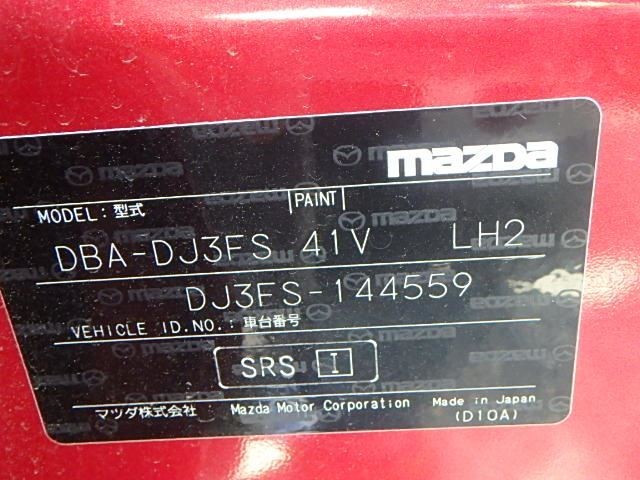 mazda
MODEL : 型式 PAINT
DBA-DJ3FS 41V LH2
DJ3FS-144559
VEHICLE ID.NO. : 車台番号
SRS I
マツダ株式会社 Mazda Motor Corporation Made in Japan
(D10A)